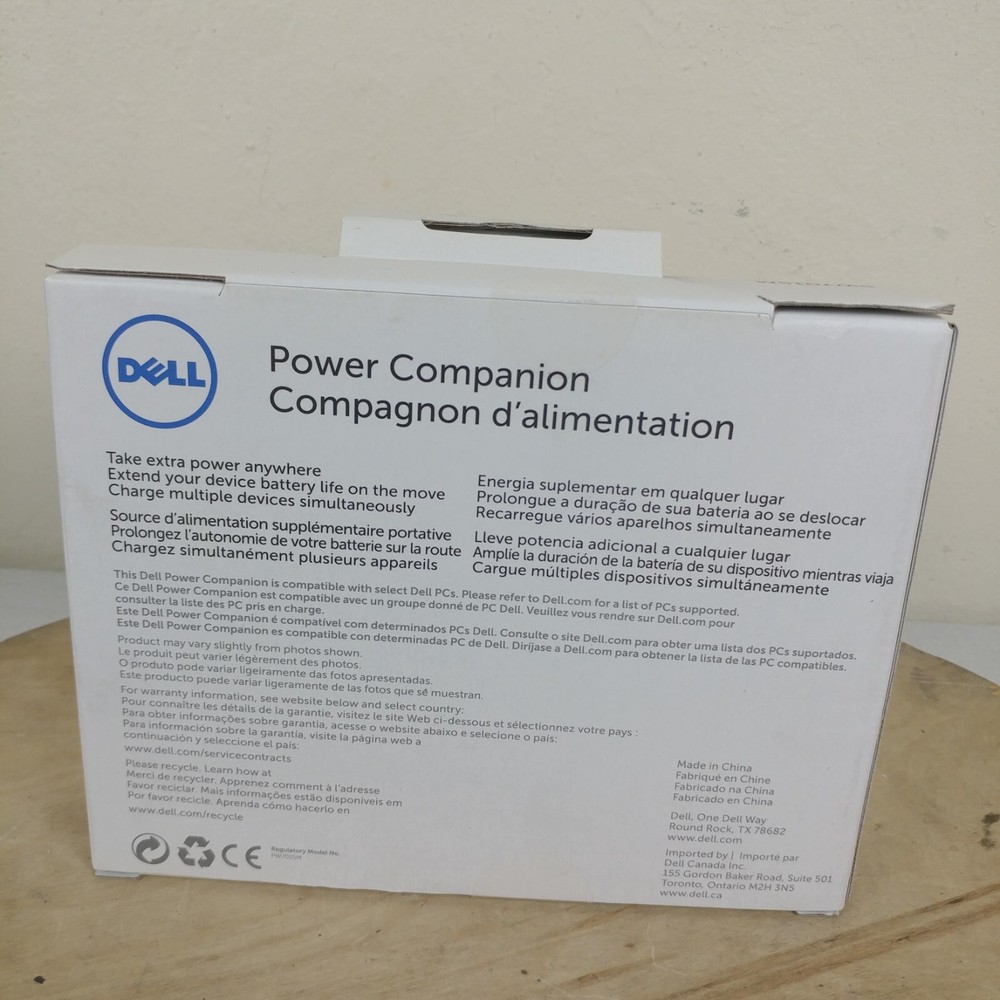 DELL
Power Companion
Compagnon d'alimentation
Take extra power anywhere
Extend your device battery life on the move
Charge multiple devices simultaneously
Source d'alimentation supplémentaire portative
Prolongez l'autonomie de votre batterie sur la route
Chargez simultanément plusieurs appareils
Energia suplementar em qualquer lugar
Prolongue a duração de sua bateria ao se deslocar
Recarregue vários aparelhos simultaneamente
Lleve potencia adicional a cualquier lugar
Amplíe la duración de la batería de su dispositivo mientras viaja
Cargue múltiples dispositivos simultáneamente
This Dell Power Companion is compatible with select Dell PCs. Please refer to Dell.com for a list of PCs supported.
Ce Dell Power Companion est compatible avec un groupe donné de PC Dell. Veuillez vous rendre sur Dell.com pour
consulter la liste des PC pris en charge.
Este Dell Power Companion é compatível com determinados PCs Dell. Consulte o site Dell.com para obter uma lista dos PCs suportados.
Este Dell Power Companion es compatible con determinadas PC de Dell. Diríjase a Dell.com para obtener la lista de las PC compatibles.
Product may vary slightly from photos shown.
Le produit peut varier légèrement des photos.
O produto pode variar ligeiramente das fotos apresentadas.
Este producto puede variar ligeramente de las fotos que sé muestran.
For warranty information, see website below and select country:
Pour connaître les détails de la garantie, visitez le site Web ci-dessous et sélectionnez votre pays :
Para obter informações sobre garantia, acesse o website abaixo e selecione o país:
Para información sobre la garantía, visite la página web a
continuación y seleccione el país:
www.dell.com/servicecontracts
Please recycle. Learn how at
Merci de recycler. Apprenez comment à l'adresse
Favor reciclar. Mais informações estão disponíveis em
Por favor recicle. Aprenda cómo hacerlo en
www.dell.com/recycle
CE
Regulatory Model No.
Made in China
Fabriqué en Chine
Fabricado na China
Fabricado en China
Dell, One Dell Way
Round Rock, TX 78682
www.dell.com
Imported by | Importé par
Dell Canada Inc.
155 Gordon Baker Road, Suite 501
Toronto, Ontario M2H 3N5
www.dell.ca